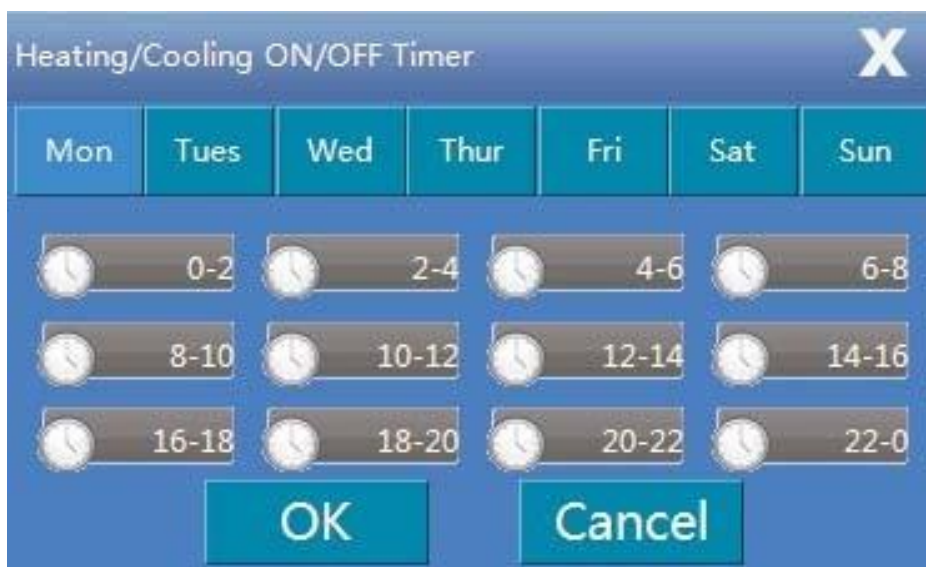 Heating/Cooling ON/OFF Timer X
Mon Tues Wed Thur Fri Sat Sun
0-2 2-4 4-6 6-8
8-10 10-12 12-14 14-16
16-18 18-20 20-22 22-0
OK Cancel